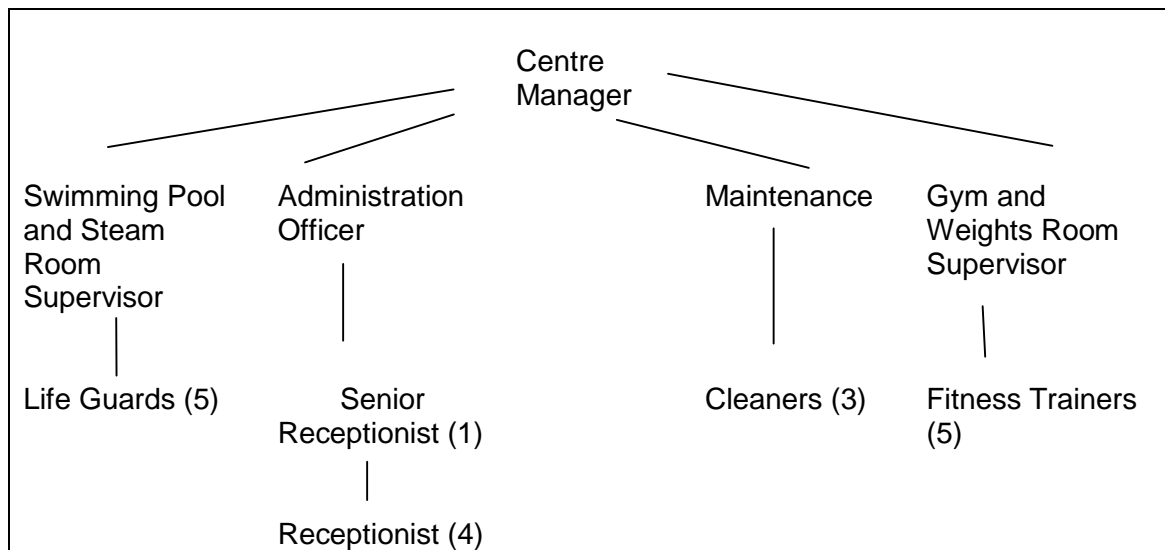 Centre
Manager
Swimming Pool
and Steam
Room
Supervisor
Administration
Officer
Maintenance
Gym and
Weights Room
Supervisor
Life Guards (5)
Senior
Receptionist (1)
Cleaners (3)
Fitness Trainers
(5)
Receptionist (4)